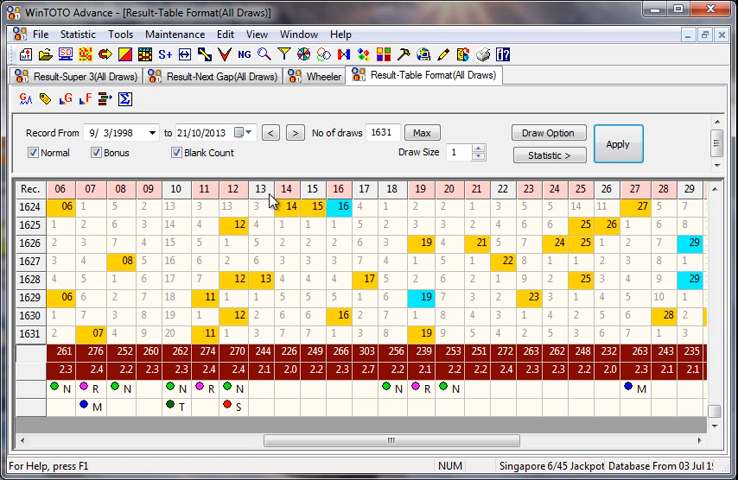 WinTOTO Advance - [Result-Table Format(All Draws)]
File Statistic Tools Maintenance Edit View Window Help
Result-Super 3(All Draws) Result-Next Gap(All Draws) Wheeler Result-Table Format(All Draws)
Record From 9/ 3/1998 to 21/10/2013 < > No of draws 1631 Max Draw Option Apply
Normal Bonus Blank Count Draw Size 1 Statistic >
Rec. 06 07 08 09 10 11 12 13 14 15 16 17 18 19 20 21 22 23 24 25 26 27 28 29
1624 06 1 5 2 13 3 13 3 14 15 16 4 1 2 2 1 3 2 5 14 11 27 5 7
1625 1 2 6 3 14 4 12 4 1 1 1 5 2 3 3 2 4 3 6 25 26 1 6 8
1626 2 3 7 4 15 5 1 5 2 2 2 6 3 19 4 21 5 4 24 25 1 2 7 29
1627 3 4 08 5 16 6 2 6 3 3 3 7 4 1 5 1 22 5 1 1 2 3 8 1
1628 4 5 1 6 17 7 12 13 4 4 4 17 5 2 6 2 1 6 2 25 3 4 9 29
1629 06 6 2 7 18 11 1 1 5 5 5 1 6 19 7 3 2 23 3 1 4 5 10 1
1630 1 7 3 8 19 1 12 2 6 6 16 2 7 1 8 4 3 1 4 2 5 6 28 2
1631 2 07 4 9 20 11 1 3 7 7 1 3 8 19 9 5 4 2 5 3 6 7 1 3
261 276 252 260 262 274 270 244 226 249 266 303 256 239 253 271 272 263 262 248 232 263 243 235
2.3 2.4 2.2 2.3 2.3 2.4 2.4 2.1 2.0 2.2 2.3 2.7 2.2 2.1 2.2 2.4 2.4 2.3 2.3 2.2 2.0 2.3 2.1 2.1
N R N N R N N R N M
M T S
For Help, press F1 NUM Singapore 6/45 Jackpot Database From 03 Jul 19